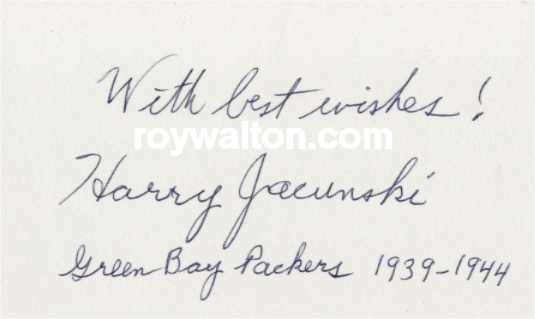 With best wishes!
roywalton.com
Harry Jacunski
Green Bay Packers 1939-1944